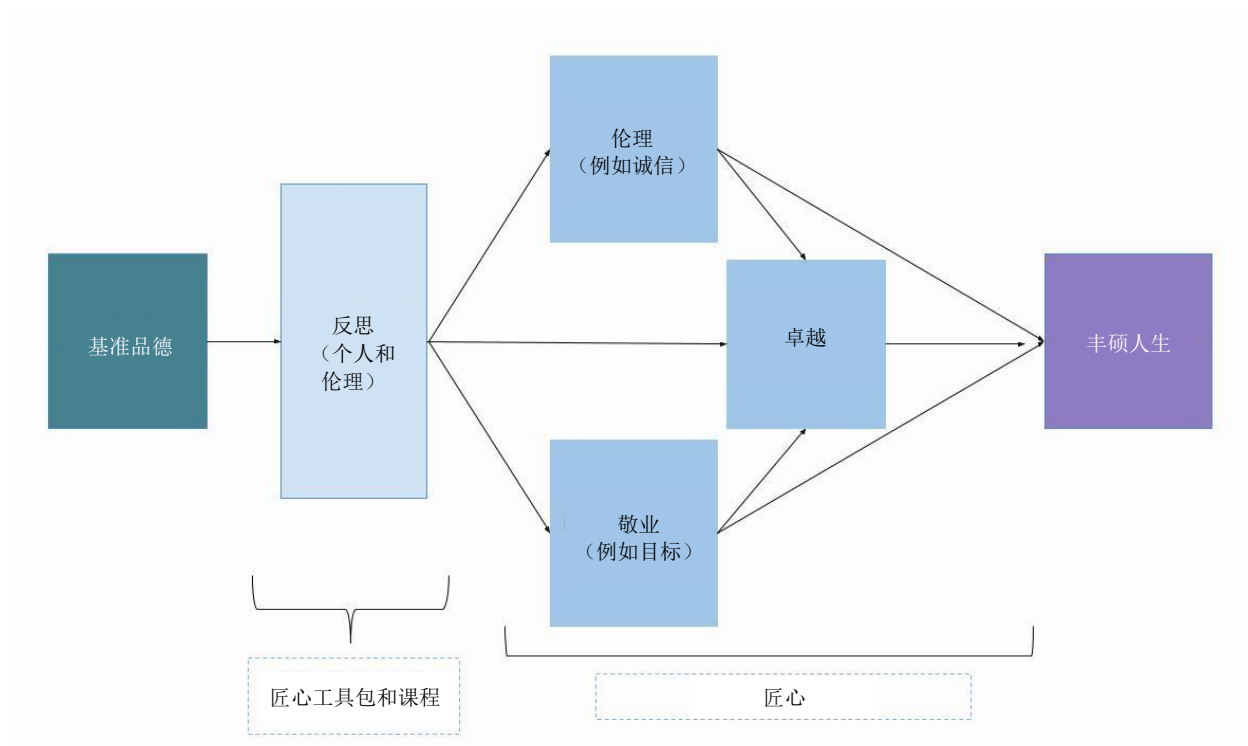 伦理
（例如诚信）
基准品德
反思
（个人和
伦理）
卓越
丰硕人生
敬业
（例如目标）
匠心工具包和课程
匠心